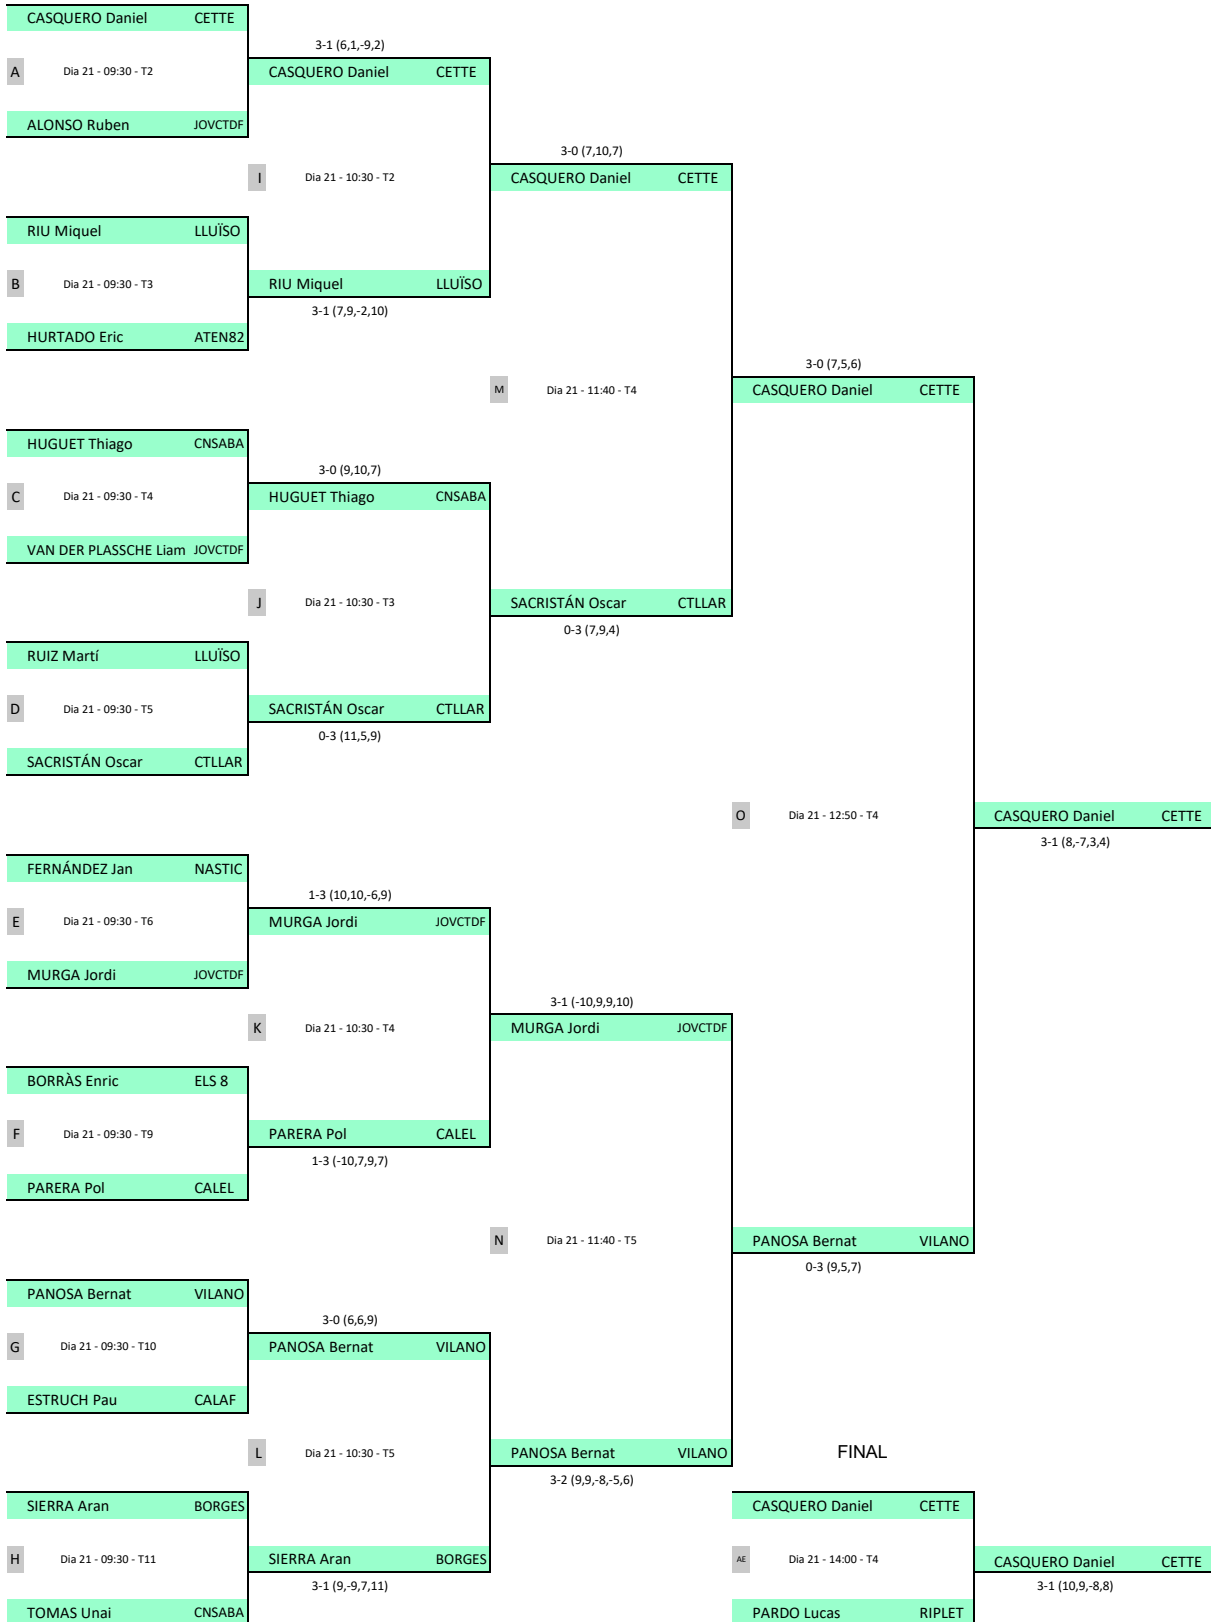 CASQUERO Daniel CETTE
3-1 (6,1,-9,2)
A Dia 21 - 09:30 - T2 CASQUERO Daniel CETTE
ALONSO Ruben JOVCTDF
3-0 (7,10,7)
I Dia 21 - 10:30 - T2 CASQUERO Daniel CETTE
RIU Miquel LLUÏSO
B Dia 21 - 09:30 - T3 RIU Miquel LLUÏSO
3-1 (7,9,-2,10)
HURTADO Eric ATEN82
3-0 (7,5,6)
M Dia 21 - 11:40 - T4 CASQUERO Daniel CETTE
HUGUET Thiago CNSABA
3-0 (9,10,7)
C Dia 21 - 09:30 - T4 HUGUET Thiago CNSABA
VAN DER PLASSCHE Liam JOVCTDF
J Dia 21 - 10:30 - T3 SACRISTÁN Oscar CTLLAR
0-3 (7,9,4)
RUIZ Martí LLUÏSO
D Dia 21 - 09:30 - T5 SACRISTÁN Oscar CTLLAR
0-3 (11,5,9)
SACRISTÁN Oscar CTLLAR
O Dia 21 - 12:50 - T4 CASQUERO Daniel CETTE
3-1 (8,-7,3,4)
FERNÁNDEZ Jan NASTIC
1-3 (10,10,-6,9)
E Dia 21 - 09:30 - T6 MURGA Jordi JOVCTDF
MURGA Jordi JOVCTDF
3-1 (-10,9,9,10)
K Dia 21 - 10:30 - T4 MURGA Jordi JOVCTDF
BORRÀS Enric ELS 8
F Dia 21 - 09:30 - T9 PARERA Pol CALEL
1-3 (-10,7,9,7)
PARERA Pol CALEL
N Dia 21 - 11:40 - T5 PANOSA Bernat VILANO
0-3 (9,5,7)
PANOSA Bernat VILANO
3-0 (6,6,9)
G Dia 21 - 09:30 - T10 PANOSA Bernat VILANO
ESTRUCH Pau CALAF
L Dia 21 - 10:30 - T5 PANOSA Bernat VILANO FINAL
3-2 (9,9,-8,-5,6)
SIERRA Aran BORGES CASQUERO Daniel CETTE
H Dia 21 - 09:30 - T11 SIERRA Aran BORGES AE Dia 21 - 14:00 - T4 CASQUERO Daniel CETTE
3-1 (9,-9,7,11) 3-1 (10,9,-8,8)
TOMAS Unai CNSABA PARDO Lucas RIPLET